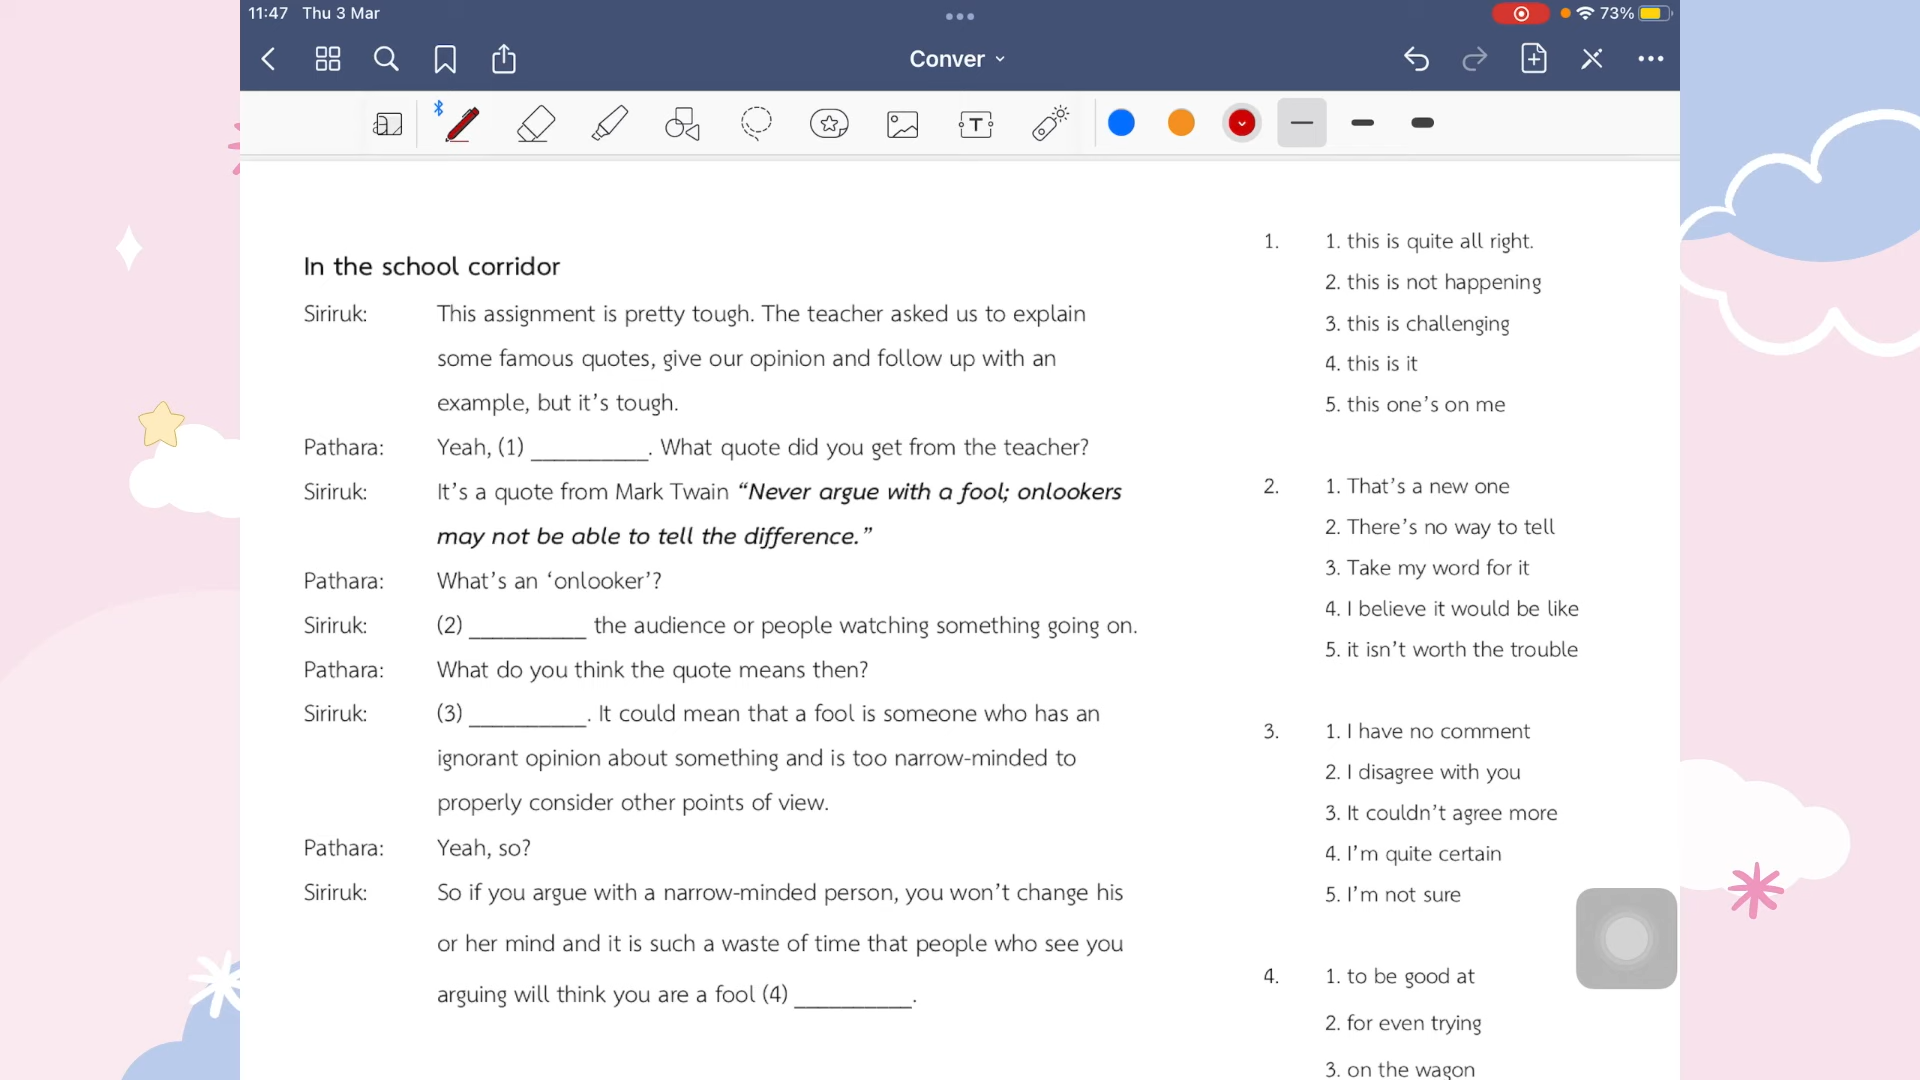 11:47 Thu 3 Mar
73%
Conver
In the school corridor
Siriruk: This assignment is pretty tough. The teacher asked us to explain
some famous quotes, give our opinion and follow up with an
example, but it's tough.
Pathara: Yeah, (1) __________. What quote did you get from the teacher?
Siriruk: It's a quote from Mark Twain “Never argue with a fool; onlookers
may not be able to tell the difference.”
Pathara: What's an ‘onlooker’?
Siriruk: (2) __________ the audience or people watching something going on.
Pathara: What do you think the quote means then?
Siriruk: (3) __________. It could mean that a fool is someone who has an
ignorant opinion about something and is too narrow-minded to
properly consider other points of view.
Pathara: Yeah, so?
Siriruk: So if you argue with a narrow-minded person, you won't change his
or her mind and it is such a waste of time that people who see you
arguing will think you are a fool (4) __________.
1. 1. this is quite all right.
2. this is not happening
3. this is challenging
4. this is it
5. this one's on me
2. 1. That's a new one
2. There's no way to tell
3. Take my word for it
4. I believe it would be like
5. it isn't worth the trouble
3. 1. I have no comment
2. I disagree with you
3. It couldn't agree more
4. I'm quite certain
5. I'm not sure
4. 1. to be good at
2. for even trying
3. on the wagon